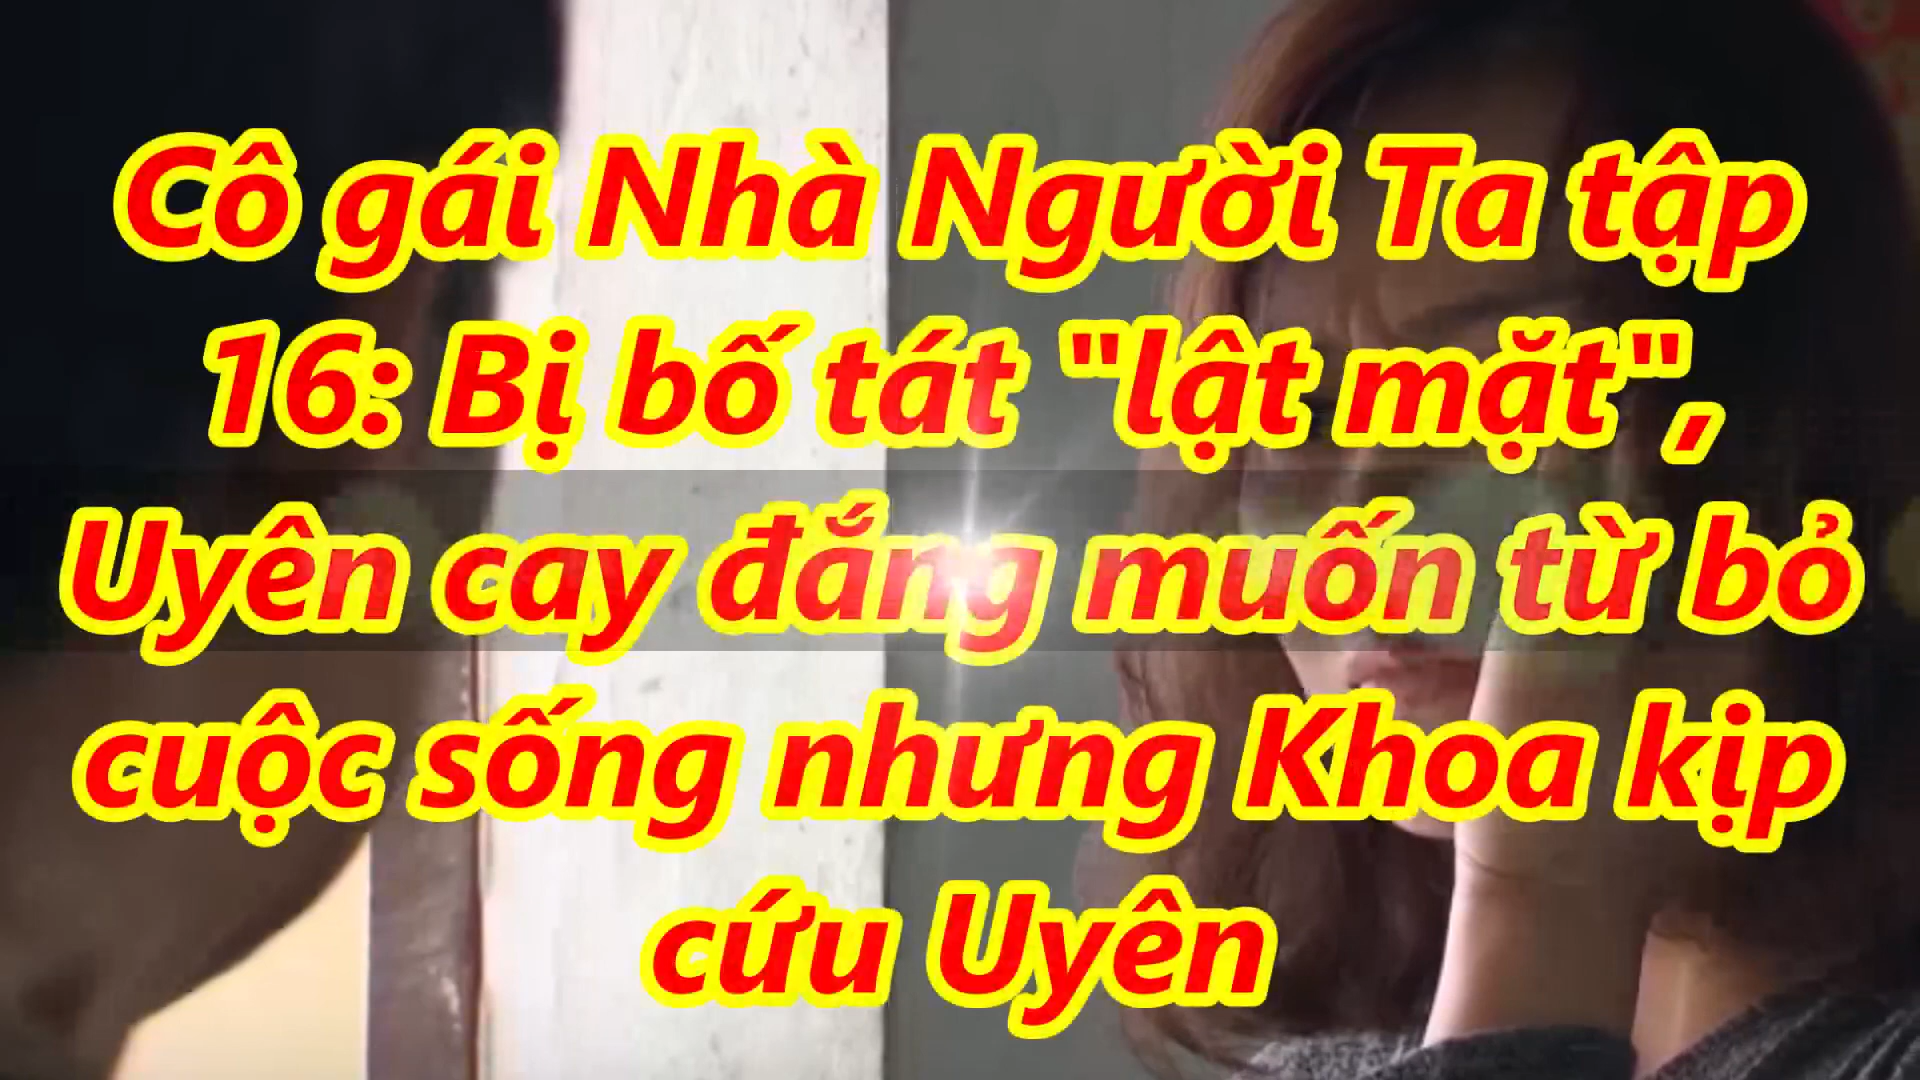 Cô gái Nhà Người Ta tập
16: Bị bố tát "lật mặt",
Uyên cay đắng muốn từ bỏ
cuộc sống nhưng Khoa kịp
cứu Uyên